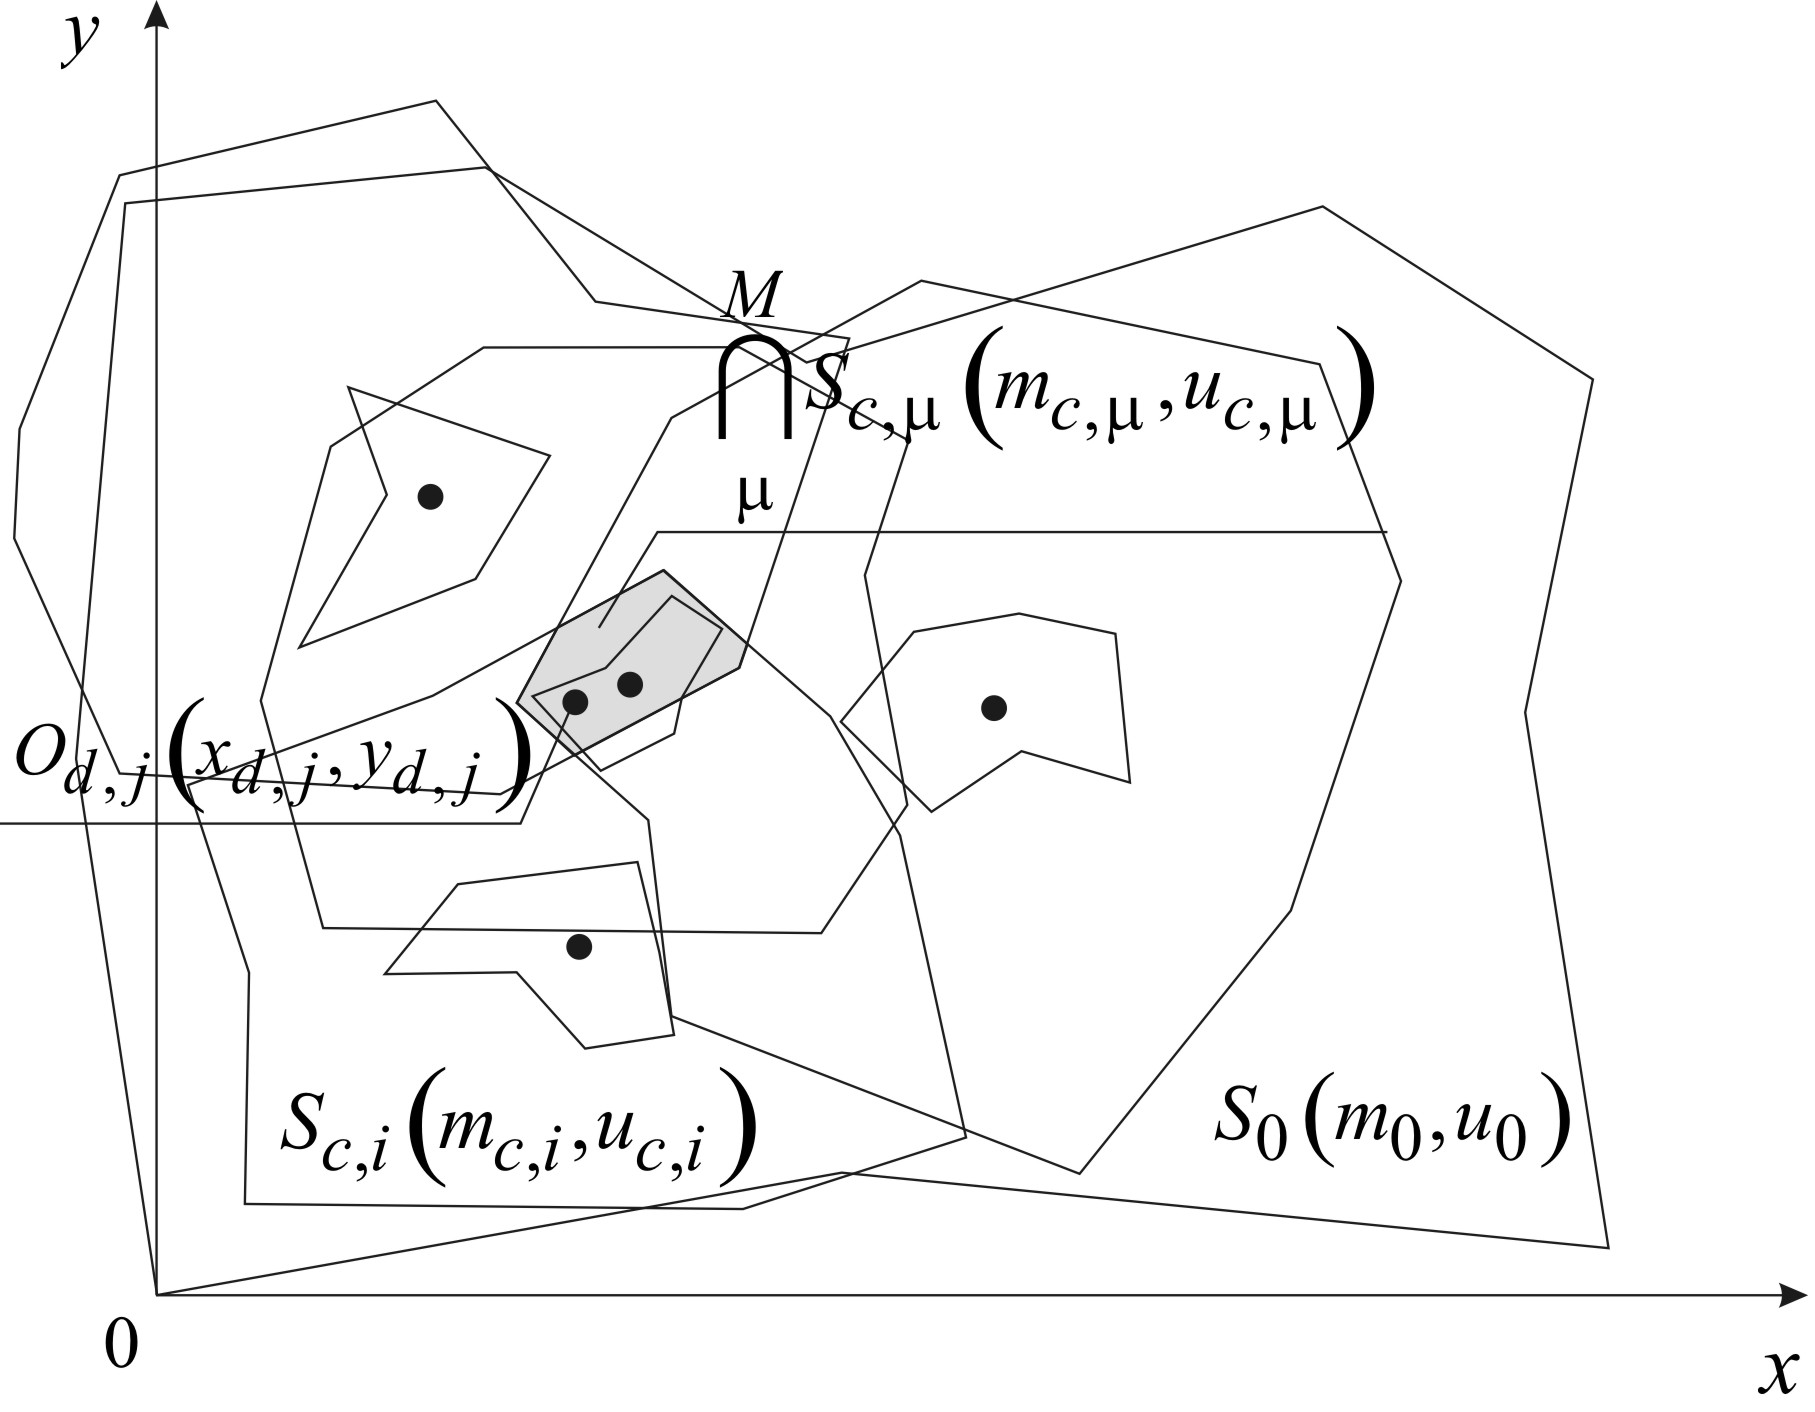 y
M
⋂ S_{c,μ} (m_{c,μ}, u_{c,μ})
μ
O_{d,j} (x_{d,j}, y_{d,j})
S_{c,i} (m_{c,i}, u_{c,i})
S_0 (m_0, u_0)
0
x